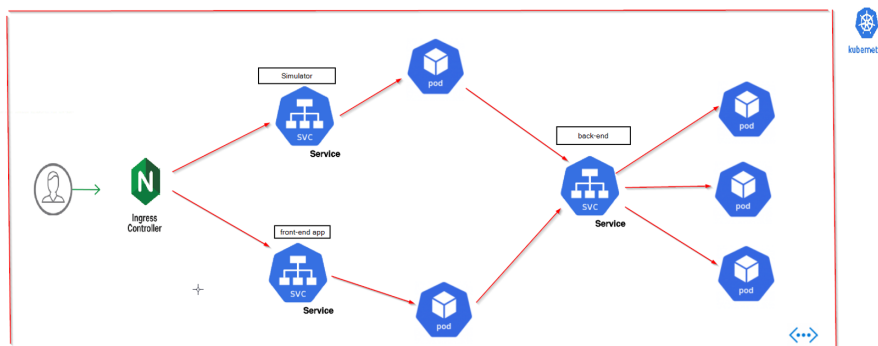 kubernet
Simulator
pod
svc
Service
back-end
pod
N
Ingress
Controller
pod
svc
Service
front-end app
svc
Service
pod
pod